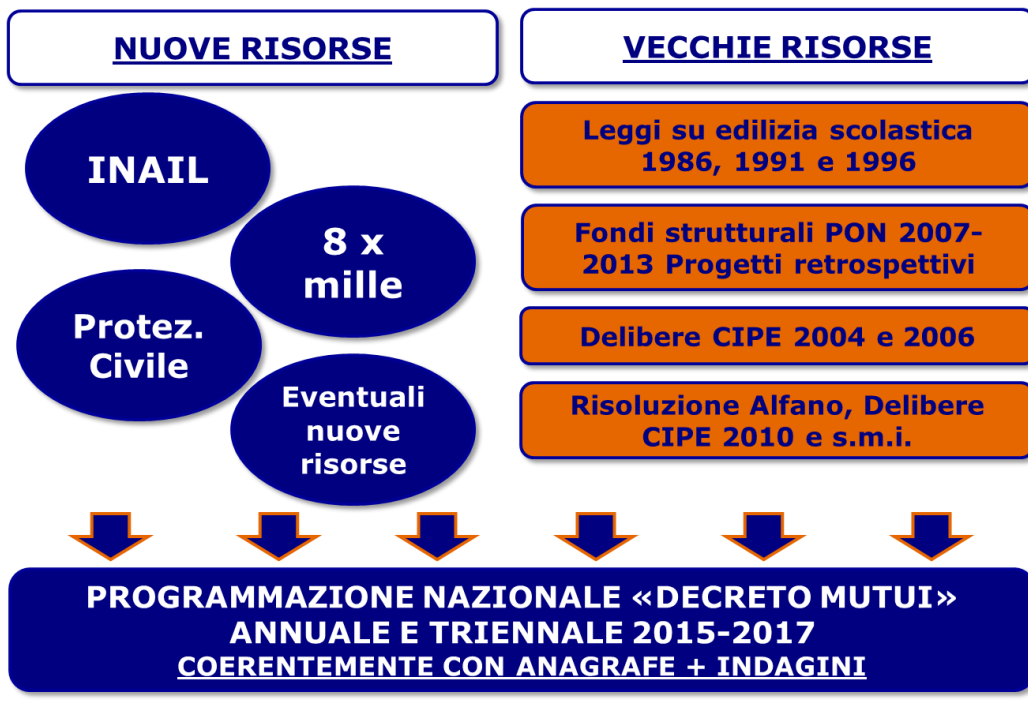 NUOVE RISORSE
VECCHIE RISORSE
INAIL
8 x
mille
Protez.
Civile
Eventuali
nuove
risorse
Leggi su edilizia scolastica
1986, 1991 e 1996
Fondi strutturali PON 2007-
2013 Progetti retrospettivi
Delibere CIPE 2004 e 2006
Risoluzione Alfano, Delibere
CIPE 2010 e s.m.i.
PROGRAMMAZIONE NAZIONALE «DECRETO MUTUI»
ANNUALE E TRIENNALE 2015-2017
COERENTEMENTE CON ANAGRAFE + INDAGINI